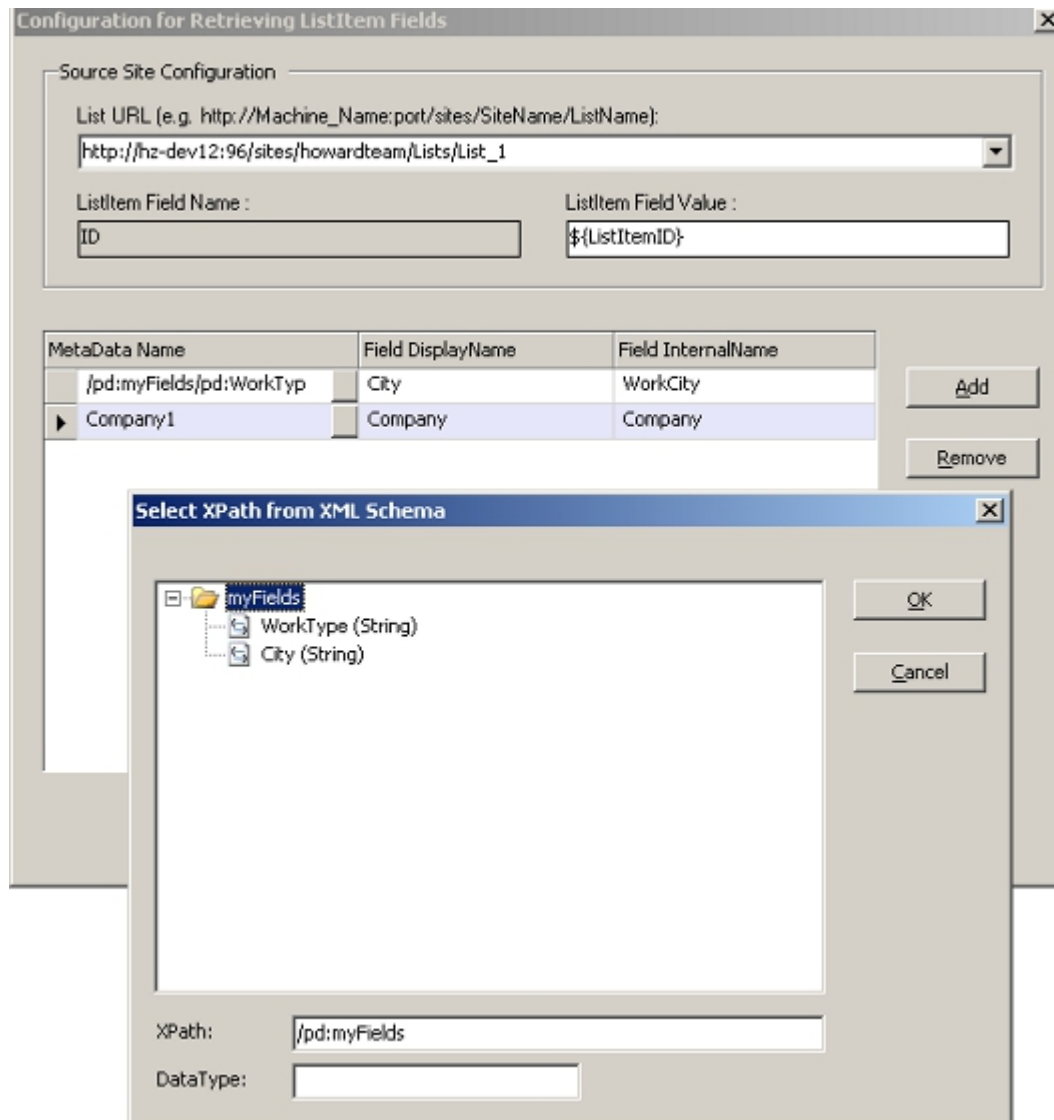 Configuration for Retrieving ListItem Fields
Source Site Configuration
List URL (e.g. http://Machine_Name:port/sites/SiteName/ListName):
http://hz-dev12:96/sites/howardteam/Lists/List_1
ListItem Field Name : ListItem Field Value :
ID ${ListItemID}
MetaData Name Field DisplayName Field InternalName
/pd:myFields/pd:WorkTyp City WorkCity
Add
Company1 Company Company
Remove
Select XPath from XML Schema
myFields
OK
WorkType (String)
City (String)
Cancel
XPath: /pd:myFields
DataType: